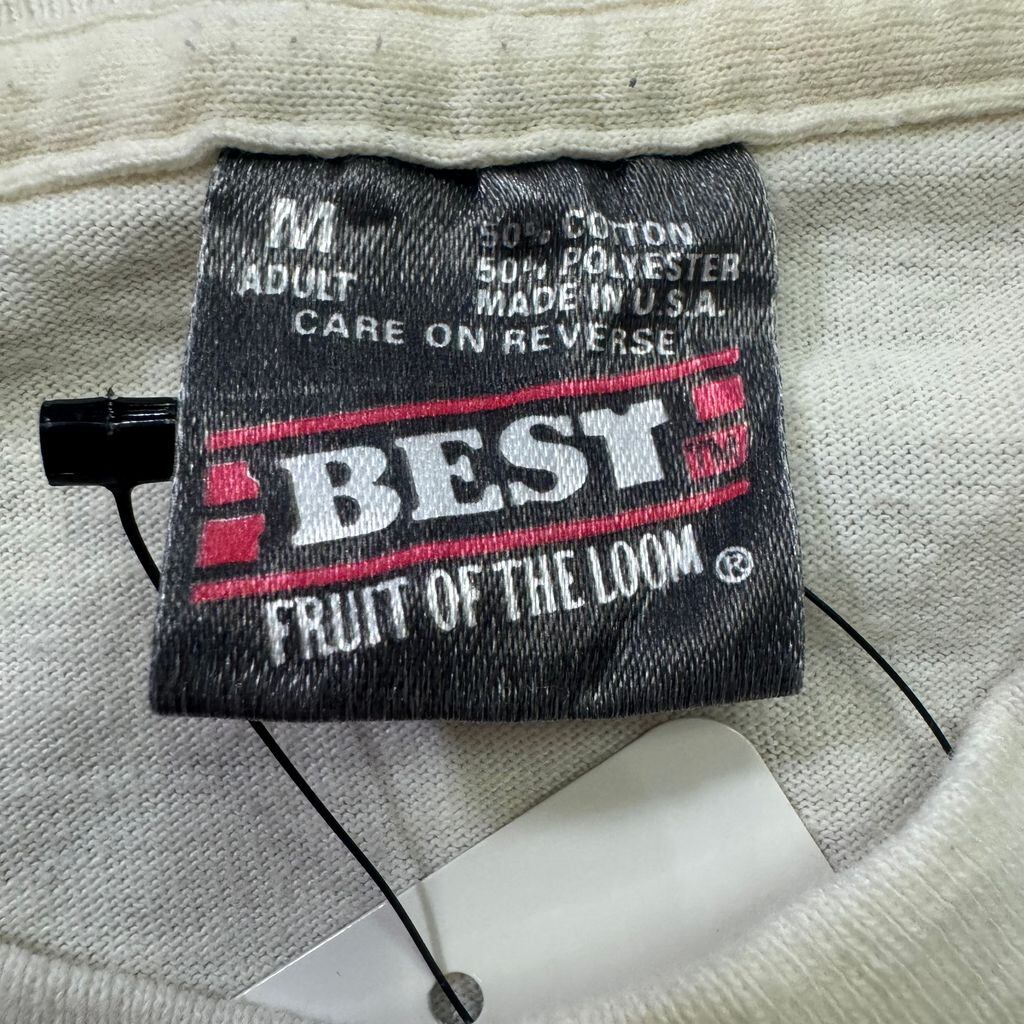 M
ADULT
50% COTTON
50% POLYESTER
MADE IN U.S.A.
CARE ON REVERSE
BEST
FRUIT OF THE LOOM ®